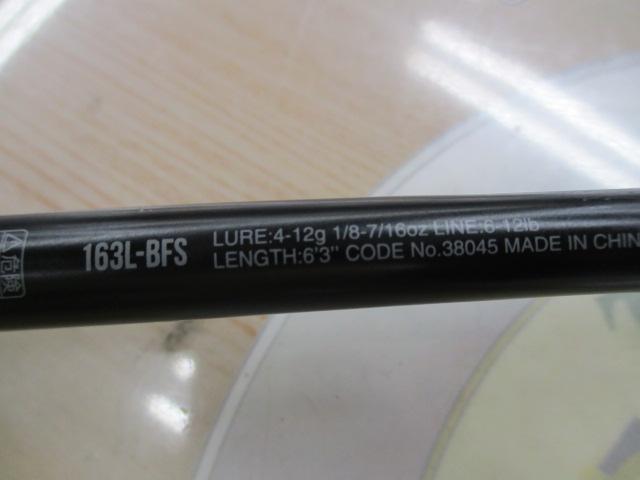 危険
163L-BFS
LURE:4-12g 1/8-7/16oz LINE:6-12lb
LENGTH:6'3" CODE No.38045 MADE IN CHINA